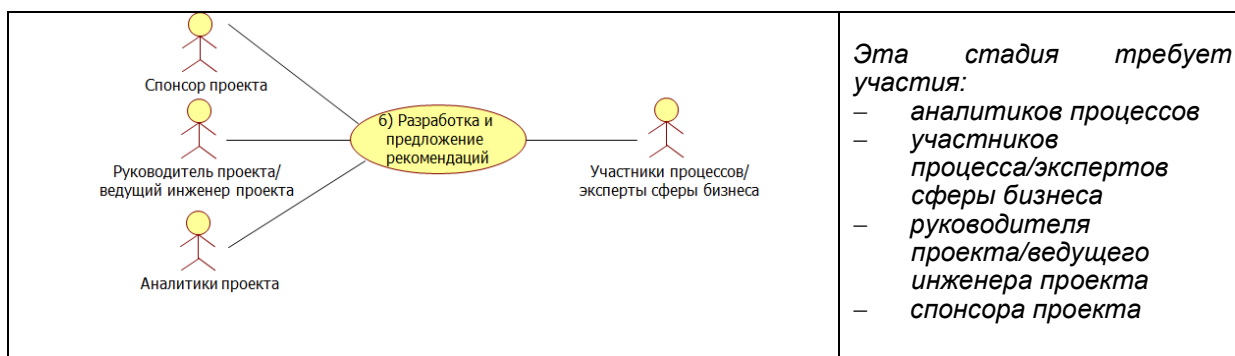 Спонсор проекта
Руководитель проекта/
ведущий инженер проекта
Аналитики проекта
б) Разработка и
предложение
рекомендаций
Участники процессов/
эксперты сферы бизнеса
Эта стадия требует
участия:
– аналитиков процессов
– участников
процесса/экспертов
сферы бизнеса
– руководителя
проекта/ведущего
инженера проекта
– спонсора проекта